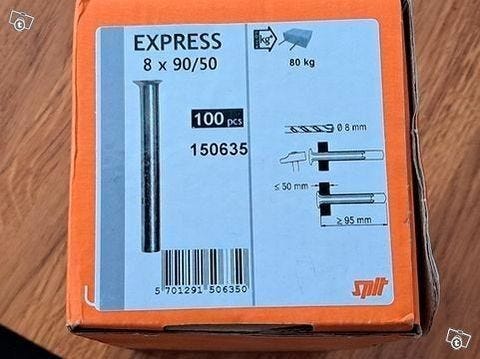 EXPRESS
8 x 90/50
100 pcs
150635
kg
80 kg
Ø 8 mm
≤ 50 mm
≥ 95 mm
5 701291 506350
spit